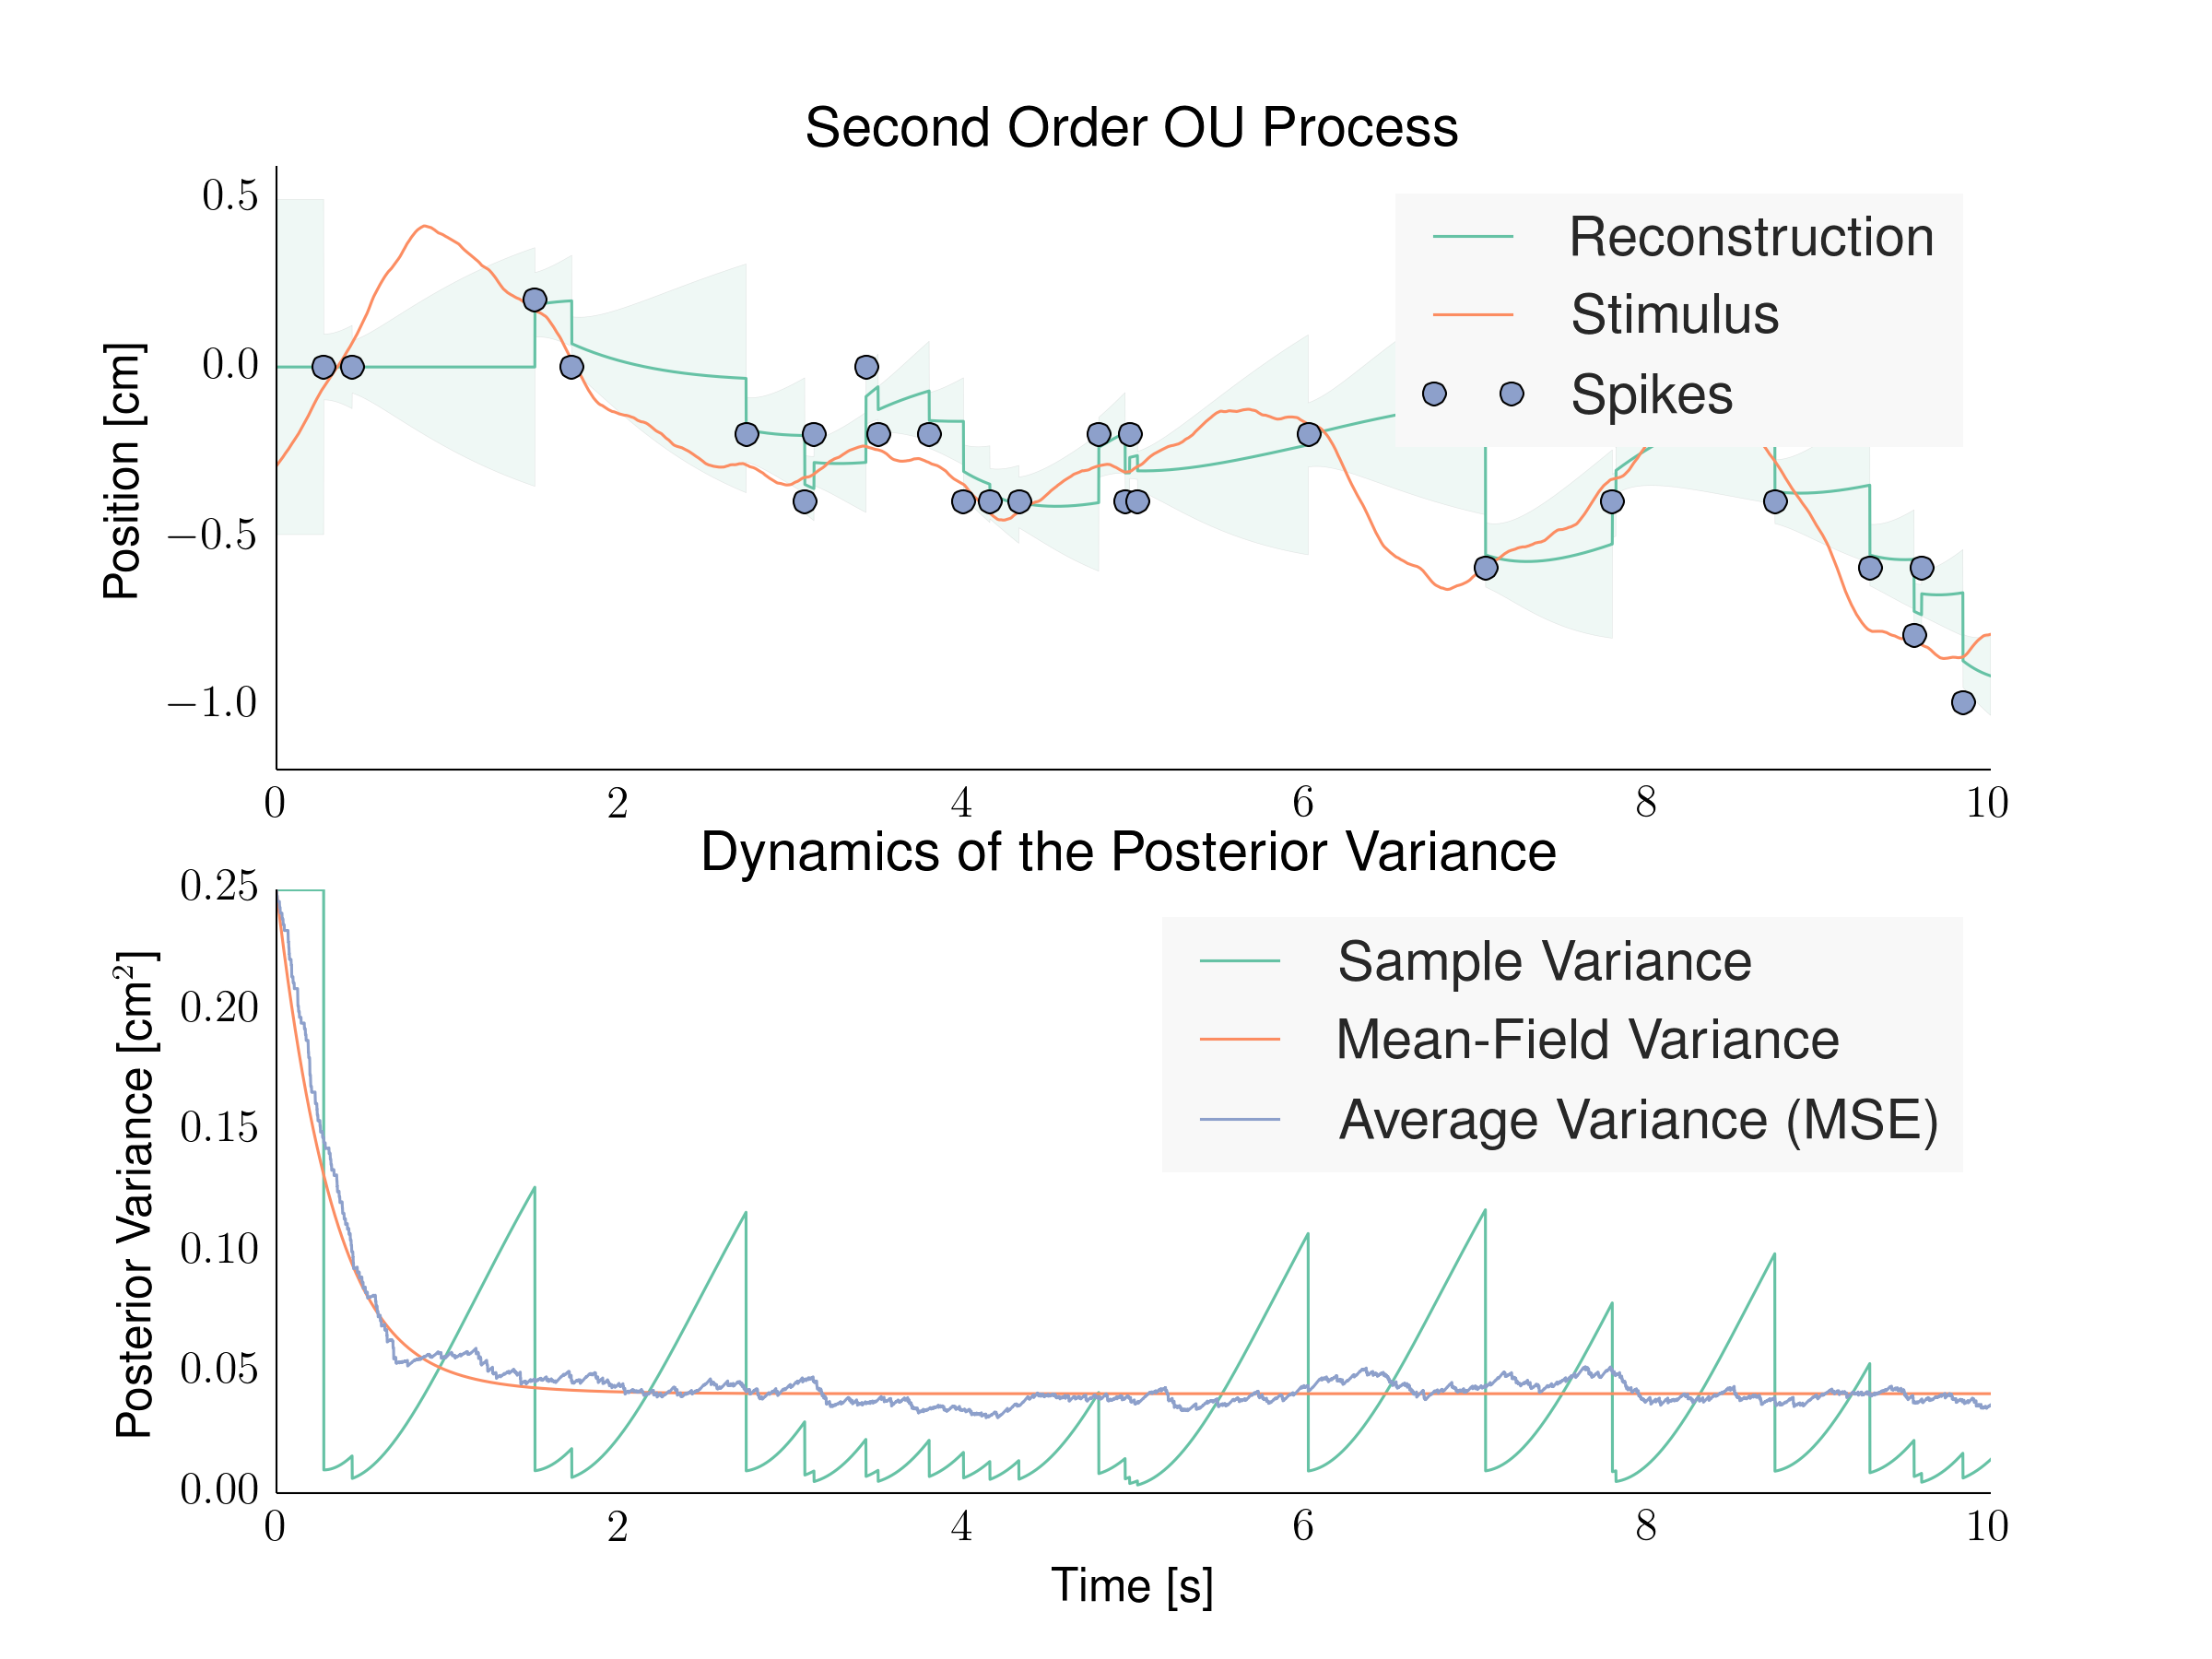 Second Order OU Process
Position [cm]
0.5
0.0
−0.5
−1.0
Reconstruction
Stimulus
Spikes
0 2 4 6 8 10
Dynamics of the Posterior Variance
Posterior Variance [cm²]
0.25
0.20
0.15
0.10
0.05
0.00
Sample Variance
Mean-Field Variance
Average Variance (MSE)
0 2 4 6 8 10
Time [s]